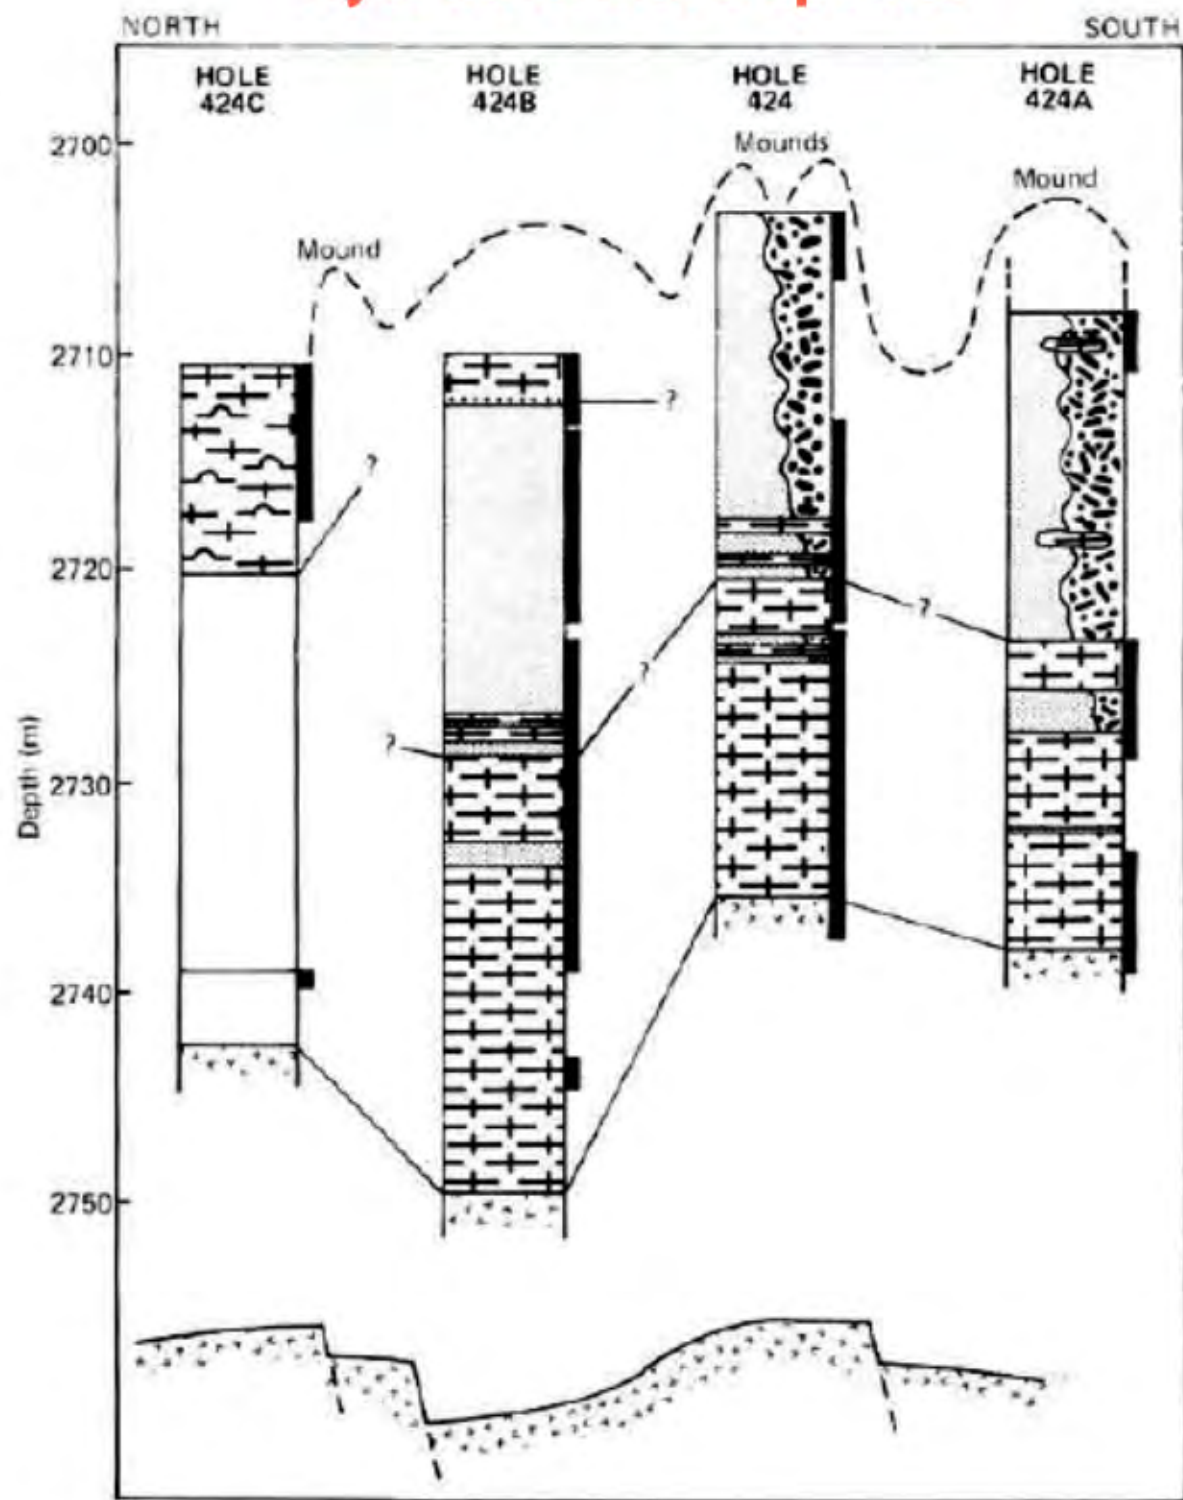 NORTH
SOUTH
HOLE
424C
HOLE
424B
HOLE
424
HOLE
424A
2700
Mounds
Mound
Mound
2710
?
?
2720
?
?
?
Depth (m)
2730
2740
2750